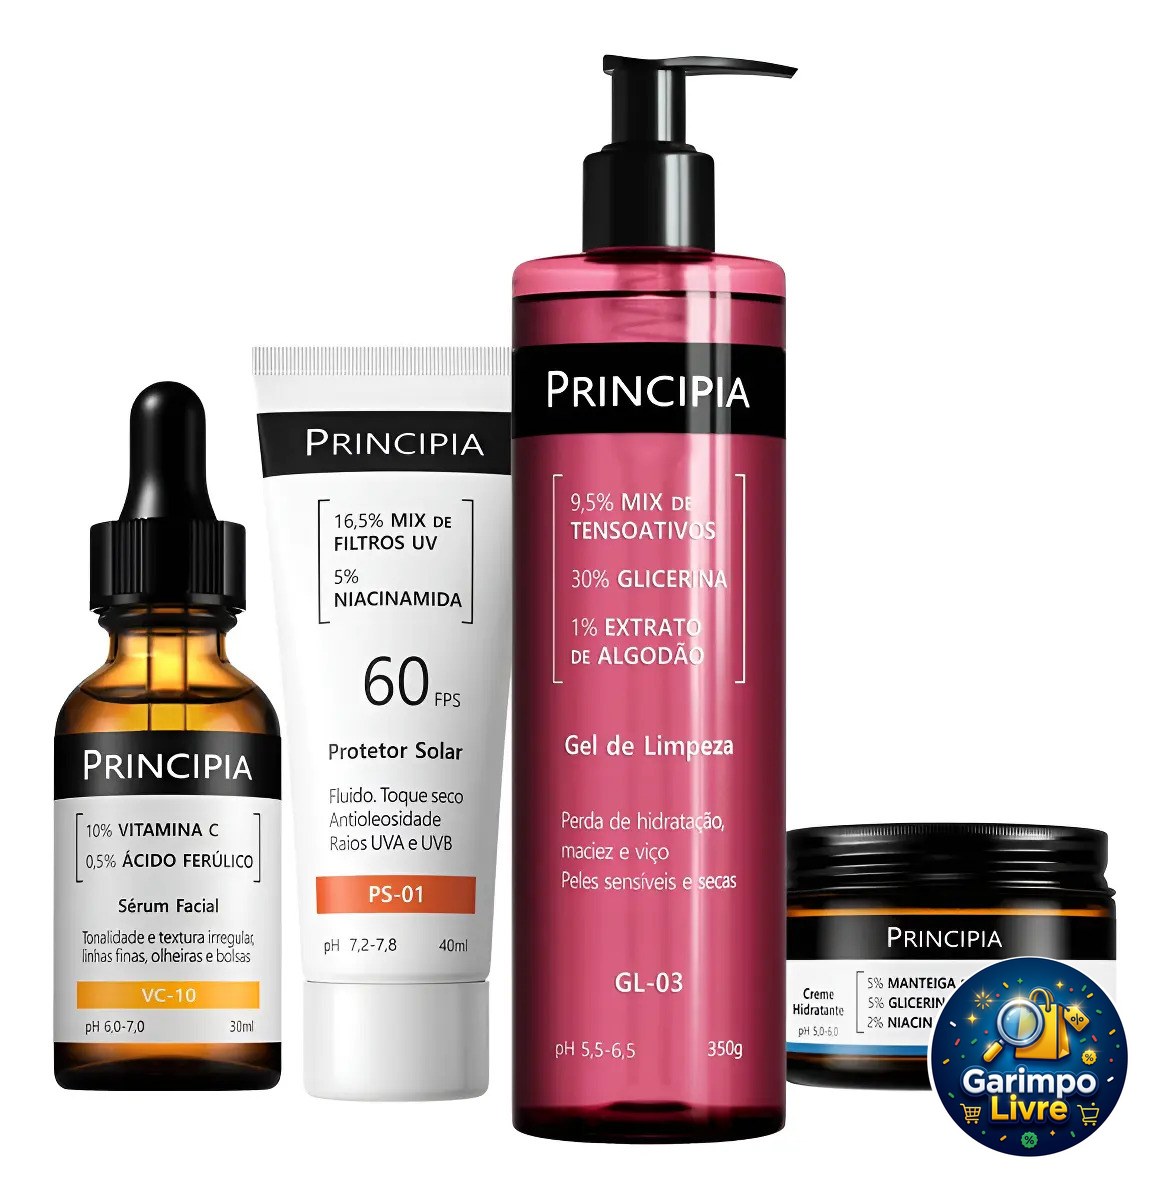 PRINCIPIA
10% VITAMINA C
0,5% ÁCIDO FERÚLICO
Sérum Facial
Tonalidade e textura irregular,
linhas finas, olheiras e bolsas
VC-10
pH 6,0-7,0 30ml
PRINCIPIA
16,5% MIX DE
FILTROS UV
5%
NIACINAMIDA
60 FPS
Protetor Solar
Fluido. Toque seco
Antioleosidade
Raios UVA e UVB
PS-01
pH 7,2-7,8 40ml
PRINCIPIA
9,5% MIX DE
TENSOATIVOS
30% GLICERINA
1% EXTRATO
DE ALGODÃO
Gel de Limpeza
Perda de hidratação,
maciez e viço
Peles sensíveis e secas
GL-03
pH 5,5-6,5 350g
PRINCIPIA
Creme
Hidratante
pH 5,0-6,0
5% MANTEIGA
5% GLICERIN
2% NIACIN
Garimpo
Livre